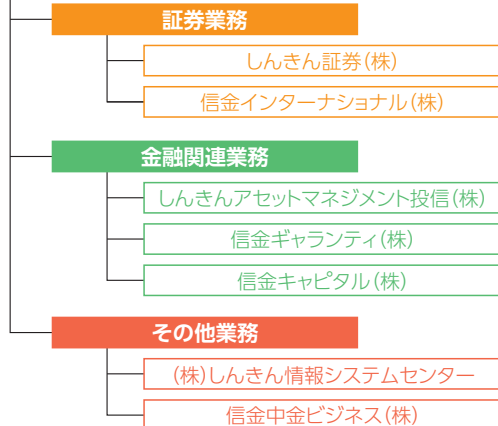 証券業務
しんきん証券(株)
信金インターナショナル(株)
金融関連業務
しんきんアセットマネジメント投信(株)
信金ギャランティ(株)
信金キャピタル(株)
その他業務
(株)しんきん情報システムセンター
信金中金ビジネス(株)